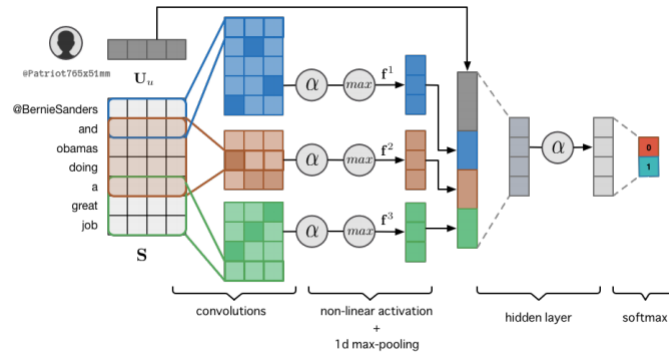 @Patriot765x51mm
U_u
@BernieSanders
and
obamas
doing
a
great
job
S
α
max
f^1
α
max
f^2
α
max
f^3
α
0
1
convolutions
non-linear activation
+
1d max-pooling
hidden layer
softmax